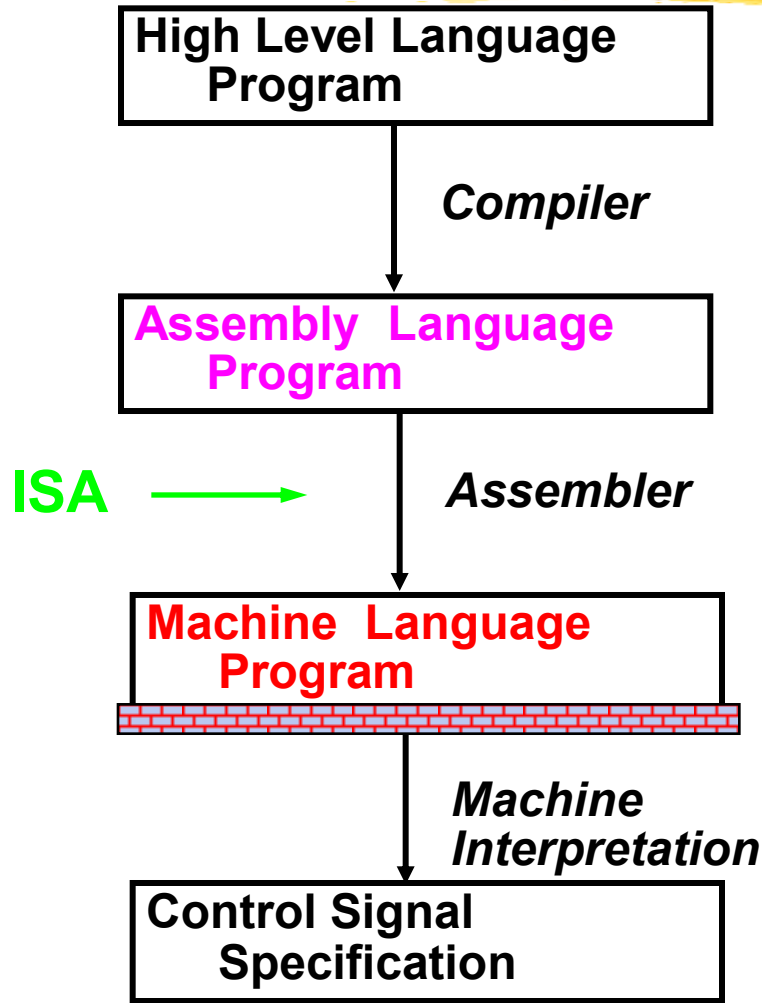 High Level Language
Program
Compiler
Assembly Language
Program
ISA
Assembler
Machine Language
Program
Machine
Interpretation
Control Signal
Specification